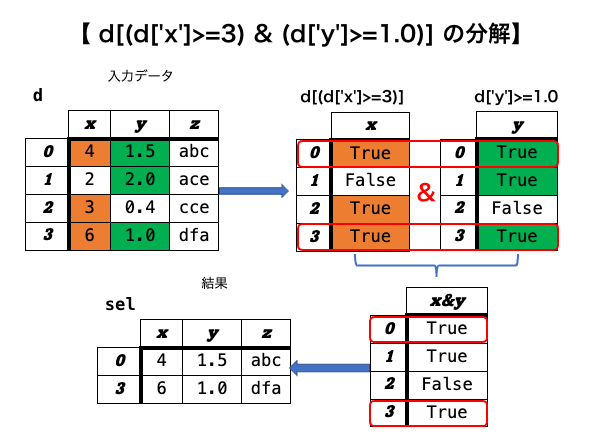 【 d[(d['x']>=3) & (d['y']>=1.0)] の分解】
入力データ
d
x y z
0 4 1.5 abc
1 2 2.0 ace
2 3 0.4 cce
3 6 1.0 dfa
d[(d['x']>=3)]
x
0 True
1 False
2 True
3 True
&
d['y']>=1.0
y
0 True
1 True
2 False
3 True
x&y
0 True
1 True
2 False
3 True
結果
sel
x y z
0 4 1.5 abc
3 6 1.0 dfa